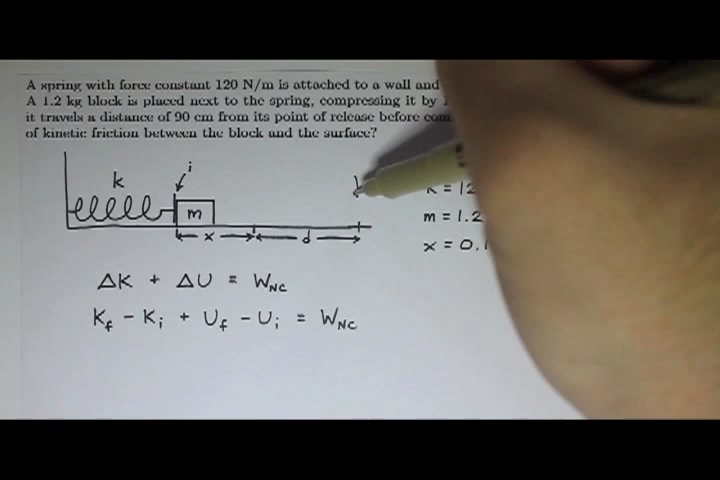 A spring with force constant 120 N/m is attached to a wall and
A 1.2 kg block is placed next to the spring, compressing it by
it travels a distance of 90 cm from its point of release before
of kinetic friction between the block and the surface?
i
k
m
x d
= 12
m = 1.2
x = 0.1
ΔK + ΔU = W_NC
K_f - K_i + U_f - U_i = W_NC